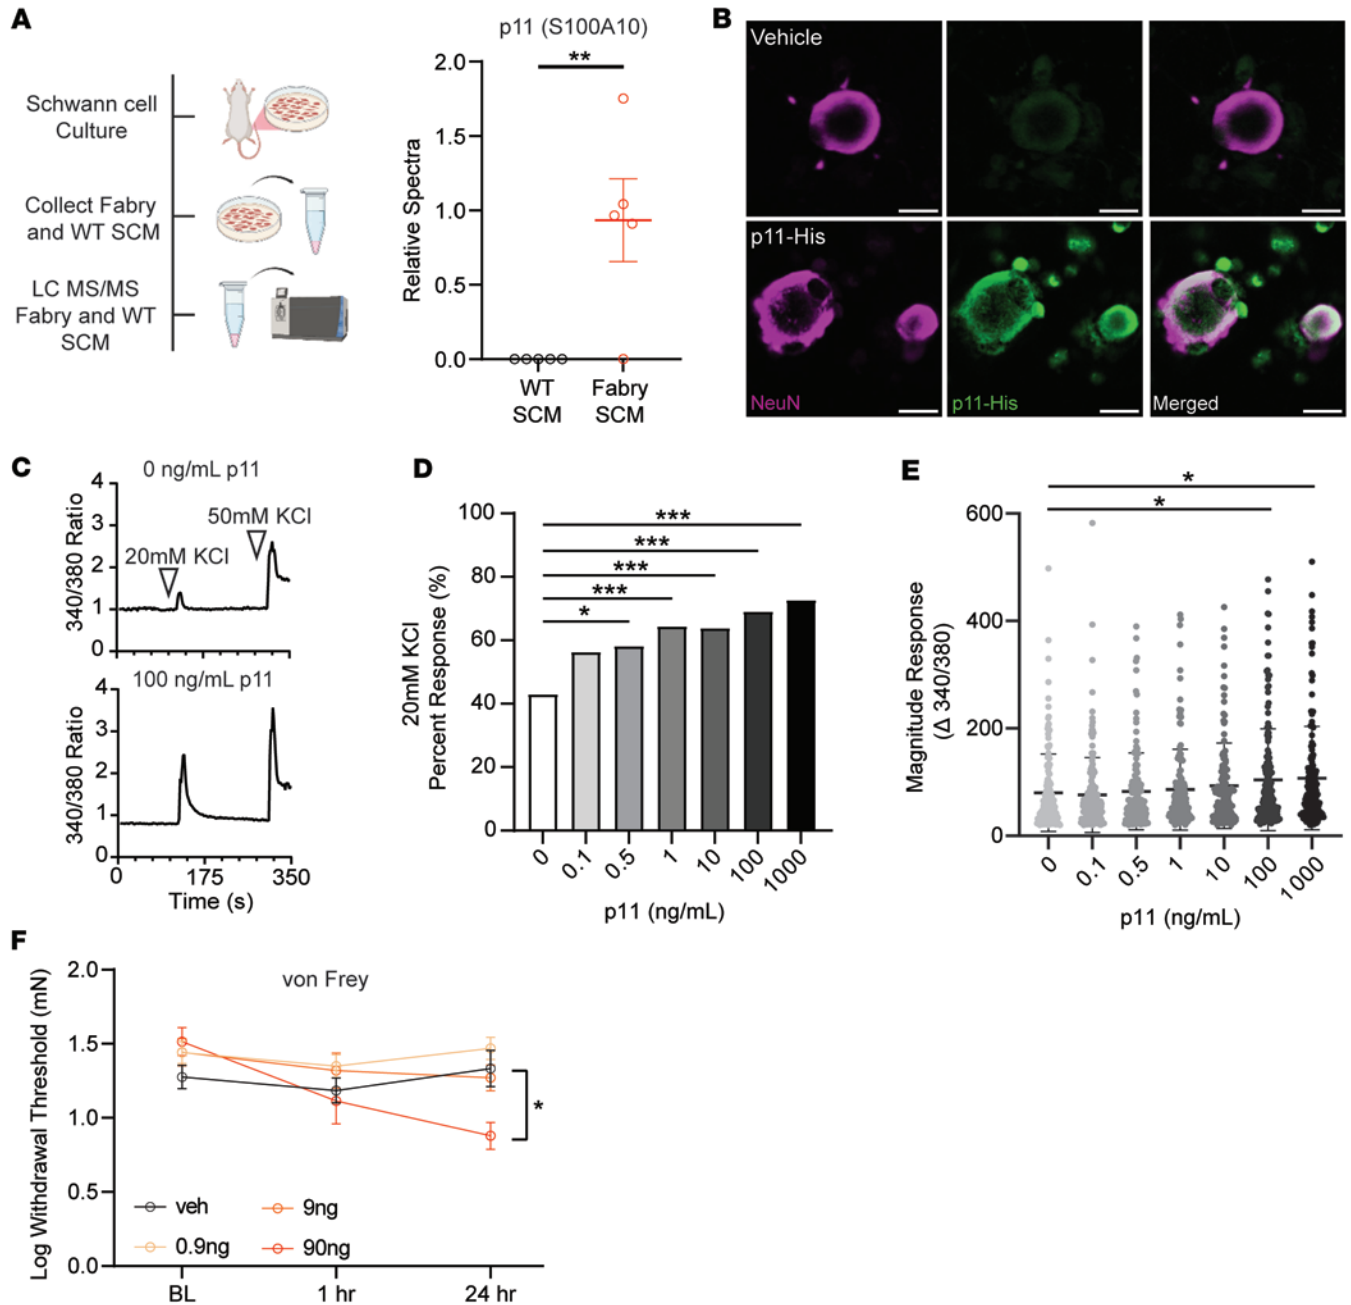 A
Schwann cell
Culture
Collect Fabry
and WT SCM
LC MS/MS
Fabry and WT
SCM
p11 (S100A10)
**
Relative Spectra
2.0
1.5
1.0
0.5
0.0
WT
SCM
Fabry
SCM
B
Vehicle
p11-His
NeuN
p11-His
Merged
C
0 ng/mL p11
340/380 Ratio
4
3
2
1
0
20mM KCl
50mM KCl
100 ng/mL p11
340/380 Ratio
4
3
2
1
0
0
175
350
Time (s)
D
20mM KCl
Percent Response (%)
100
80
60
40
20
0
***
***
***
***
*
0
0.1
0.5
1
10
100
1000
p11 (ng/mL)
E
Magnitude Response
(Δ 340/380)
600
400
200
0
*
*
0
0.1
0.5
1
10
100
1000
p11 (ng/mL)
F
von Frey
Log Withdrawal Threshold (mN)
2.0
1.5
1.0
0.5
0.0
*
veh
9ng
0.9ng
90ng
BL
1 hr
24 hr